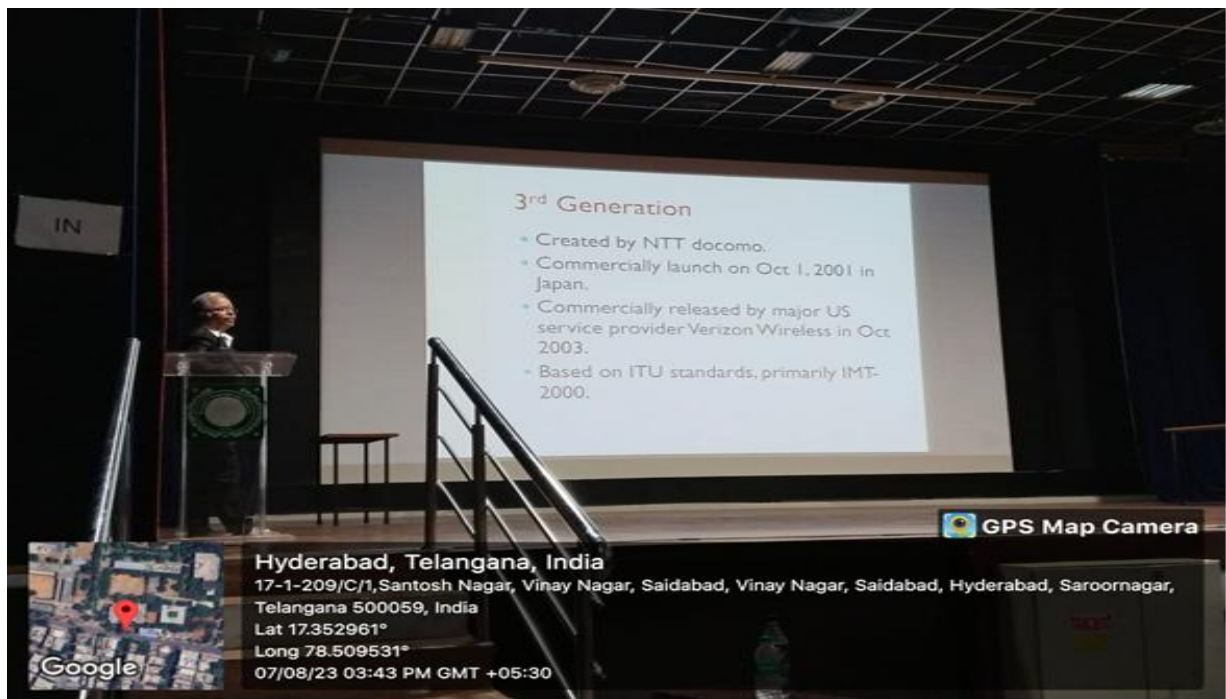 IN
3rd Generation
Created by NTT docomo.
Commercially launch on Oct 1, 2001 in
Japan.
Commercially released by major US
service provider Verizon Wireless in Oct
2003.
Based on ITU standards, primarily IMT-
2000.
GPS Map Camera
Hyderabad, Telangana, India
17-1-209/C/1,Santosh Nagar, Vinay Nagar, Saidabad, Vinay Nagar, Saidabad, Hyderabad, Saroornagar,
Telangana 500059, India
Lat 17.352961°
Long 78.509531°
07/08/23 03:43 PM GMT +05:30
Google